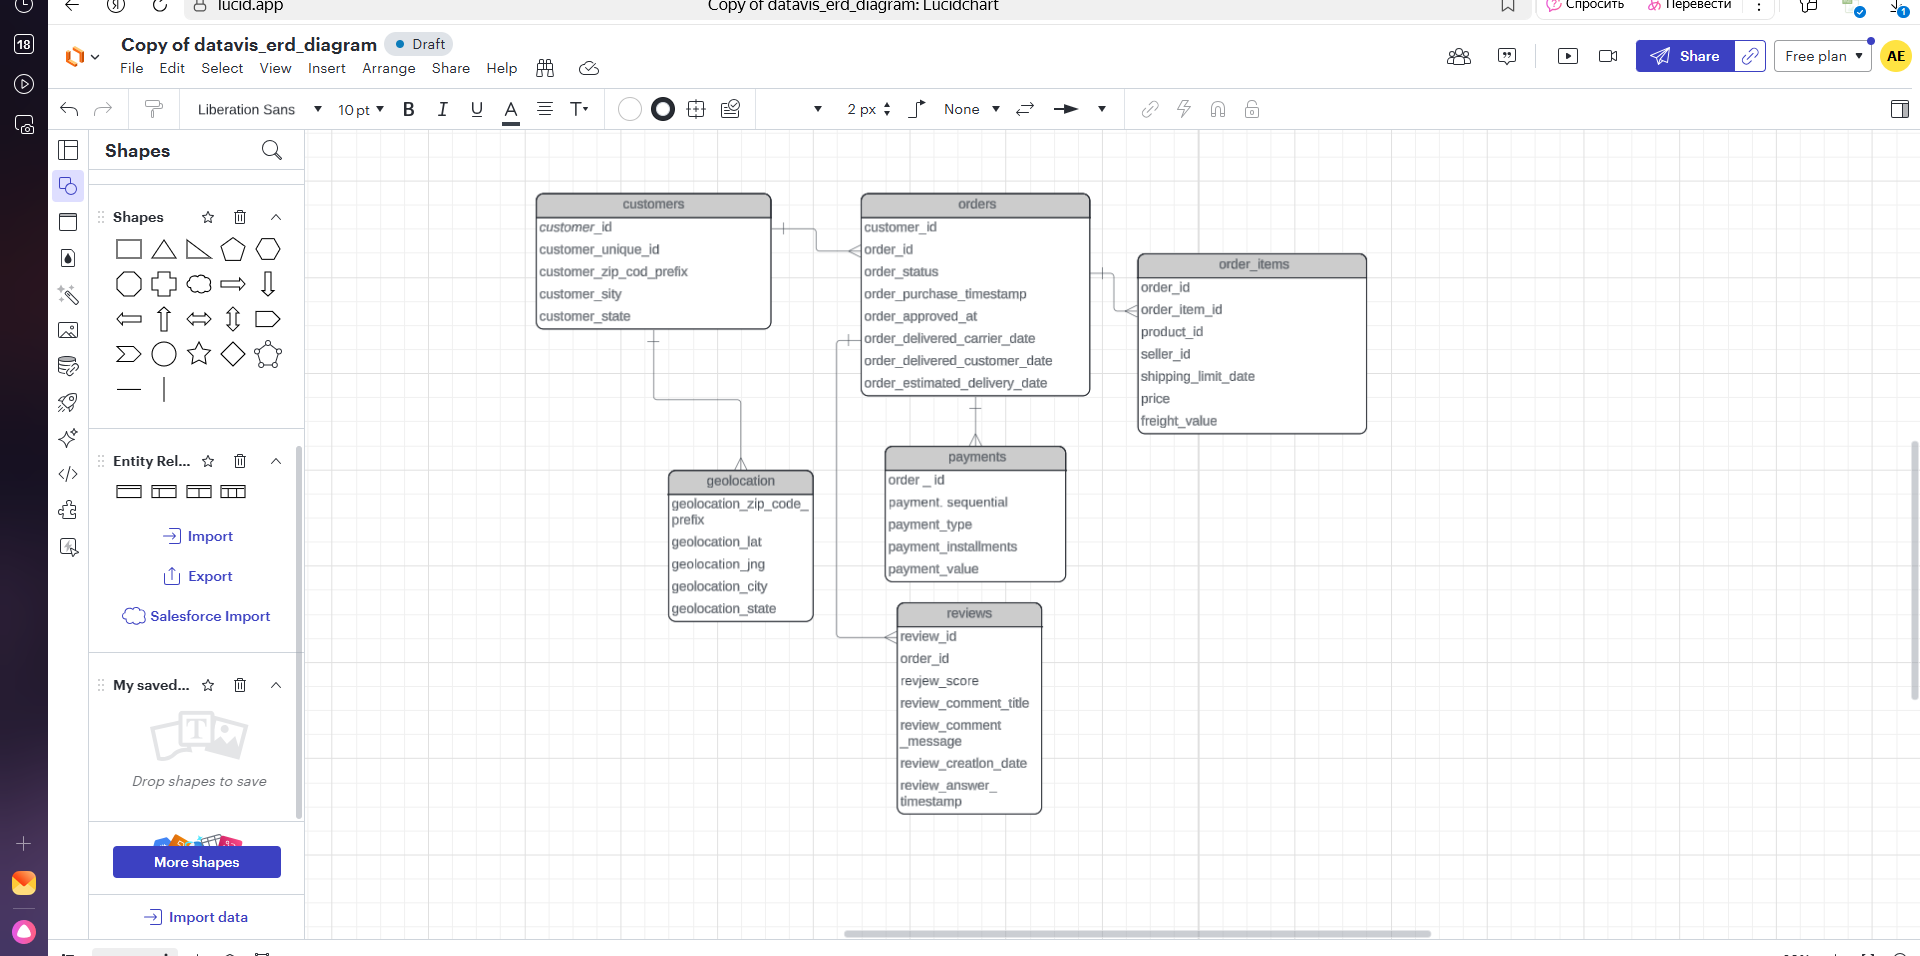 lucid.app
Copy of datavis_erd_diagram: Lucidchart
Спросить
Перевести
18
Copy of datavis_erd_diagram
Draft
File Edit Select View Insert Arrange Share Help
Share
Free plan
AE
Liberation Sans
10 pt
B I U A T
2 px
None
Shapes
Shapes
Entity Rel...
Import
Export
Salesforce Import
My saved...
T
Drop shapes to save
More shapes
Import data
customers
customer_id
customer_unique_id
customer_zip_cod_prefix
customer_sity
customer_state
orders
customer_id
order_id
order_status
order_purchase_timestamp
order_approved_at
order_delivered_carrier_date
order_delivered_customer_date
order_estimated_delivery_date
order_items
order_id
order_item_id
product_id
seller_id
shipping_limit_date
price
freight_value
geolocation
geolocation_zip_code_
prefix
geolocation_lat
geolocation_jng
geolocation_city
geolocation_state
payments
order _ id
payment. sequential
payment_type
payment_installments
payment_value
reviews
review_id
order_id
revjew_score
review_comment_title
review_comment
_message
review_creatlon_date
review_answer_
timestamp